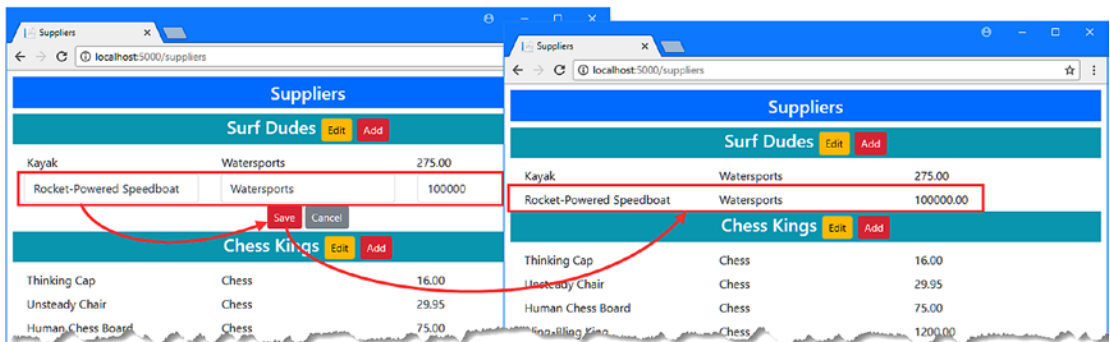 Suppliers
localhost:5000/suppliers
Suppliers
Surf Dudes Edit Add
Kayak Watersports 275.00
Rocket-Powered Speedboat Watersports 100000
Save Cancel
Chess Kings Edit Add
Thinking Cap Chess 16.00
Unsteady Chair Chess 29.95
Human Chess Board Chess 75.00
Suppliers
localhost:5000/suppliers
Suppliers
Surf Dudes Edit Add
Kayak Watersports 275.00
Rocket-Powered Speedboat Watersports 100000.00
Chess Kings Edit Add
Thinking Cap Chess 16.00
Unsteady Chair Chess 29.95
Human Chess Board Chess 75.00
Bling-Bling King Chess 1200.00